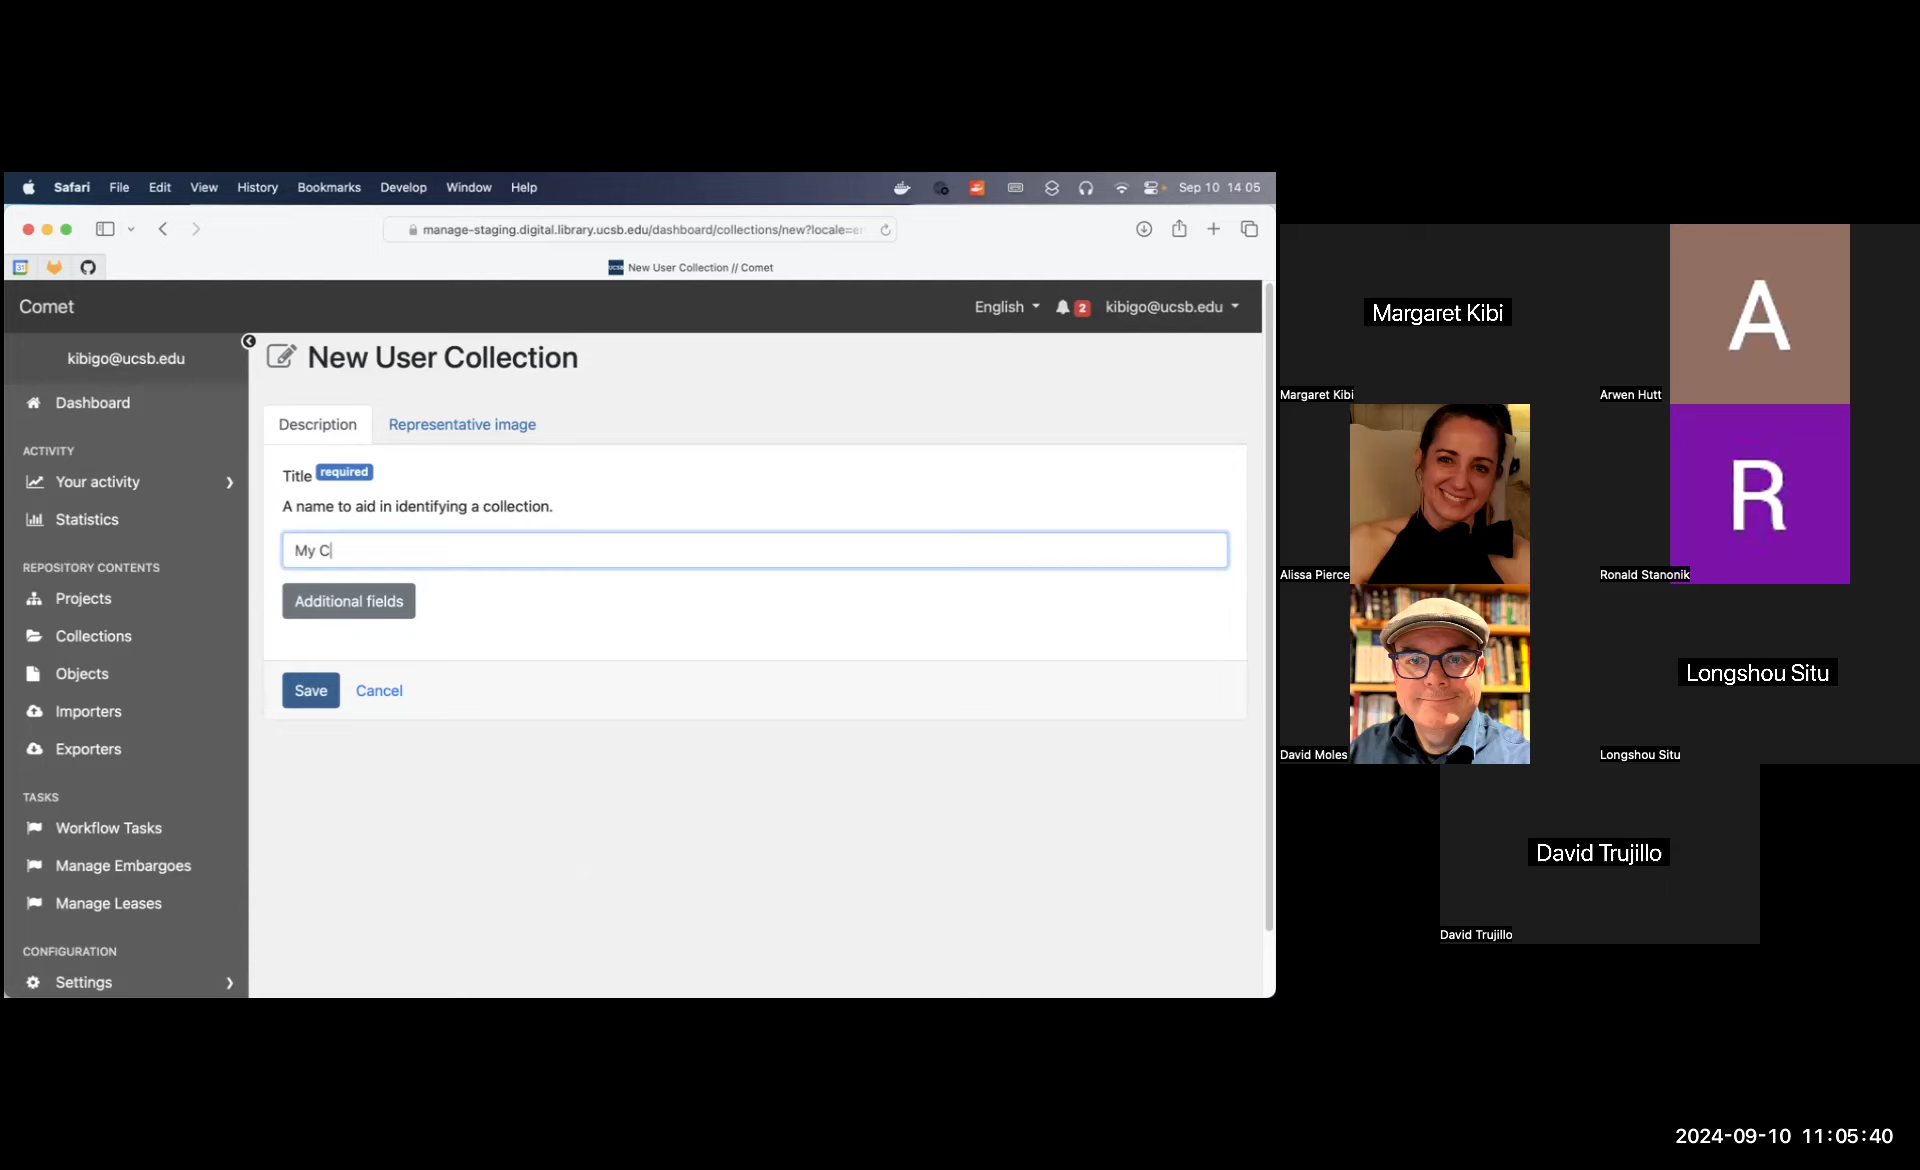 Safari File Edit View History Bookmarks Develop Window Help Sep 10 14 05
manage-staging.digital.library.ucsb.edu/dashboard/collections/new?locale=en
31 UCSB New User Collection // Comet
Comet English 2 kibigo@ucsb.edu
kibigo@ucsb.edu
Dashboard
ACTIVITY
Your activity
Statistics
REPOSITORY CONTENTS
Projects
Collections
Objects
Importers
Exporters
TASKS
Workflow Tasks
Manage Embargoes
Manage Leases
CONFIGURATION
Settings
New User Collection
Description Representative image
Title required
A name to aid in identifying a collection.
My C
Additional fields
Save Cancel
Margaret Kibi
Margaret Kibi
A
Arwen Hutt
Alissa Pierce
R
Ronald Stanonik
David Moles
Longshou Situ
Longshou Situ
David Trujillo
David Trujillo
2024-09-10 11:05:40